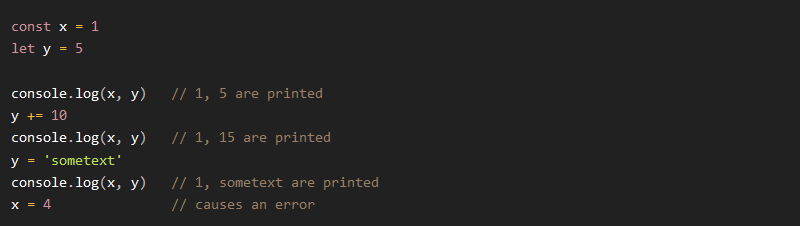 const x = 1
let y = 5

console.log(x, y)   // 1, 5 are printed
y += 10
console.log(x, y)   // 1, 15 are printed
y = 'sometext'
console.log(x, y)   // 1, sometext are printed
x = 4               // causes an error